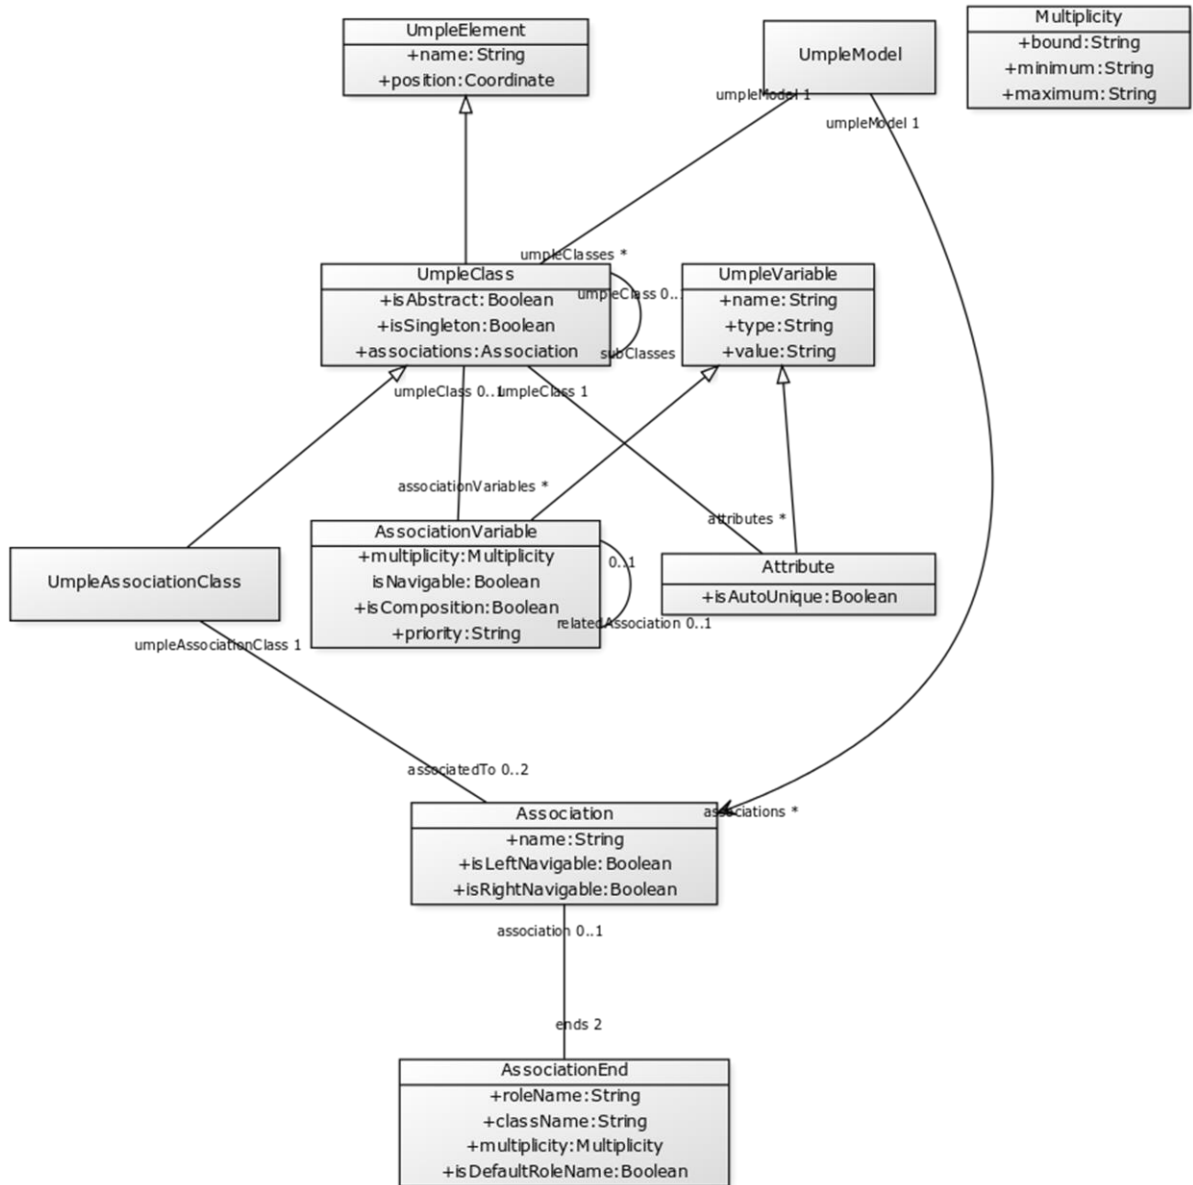 UmpleElement
+name:String
+position:Coordinate
UmpleModel
Multiplicity
+bound:String
+minimum:String
+maximum:String
umpleModel 1
umpleModel 1
umpleClasses *
UmpleClass
+isAbstract:Boolean
+isSingleton:Boolean
+associations:Association
umpleClass 0..
subClasses
UmpleVariable
+name:String
+type:String
+value:String
umpleClass 0..1
umpleClass 1
associationVariables *
attributes *
UmpleAssociationClass
AssociationVariable
+multiplicity:Multiplicity
isNavigable:Boolean
+isComposition:Boolean
+priority:String
0..1
relatedAssociation 0..1
Attribute
+isAutoUnique:Boolean
umpleAssociationClass 1
associatedTo 0..2
associations *
Association
+name:String
+isLeftNavigable:Boolean
+isRightNavigable:Boolean
association 0..1
ends 2
AssociationEnd
+roleName:String
+className:String
+multiplicity:Multiplicity
+isDefaultRoleName:Boolean